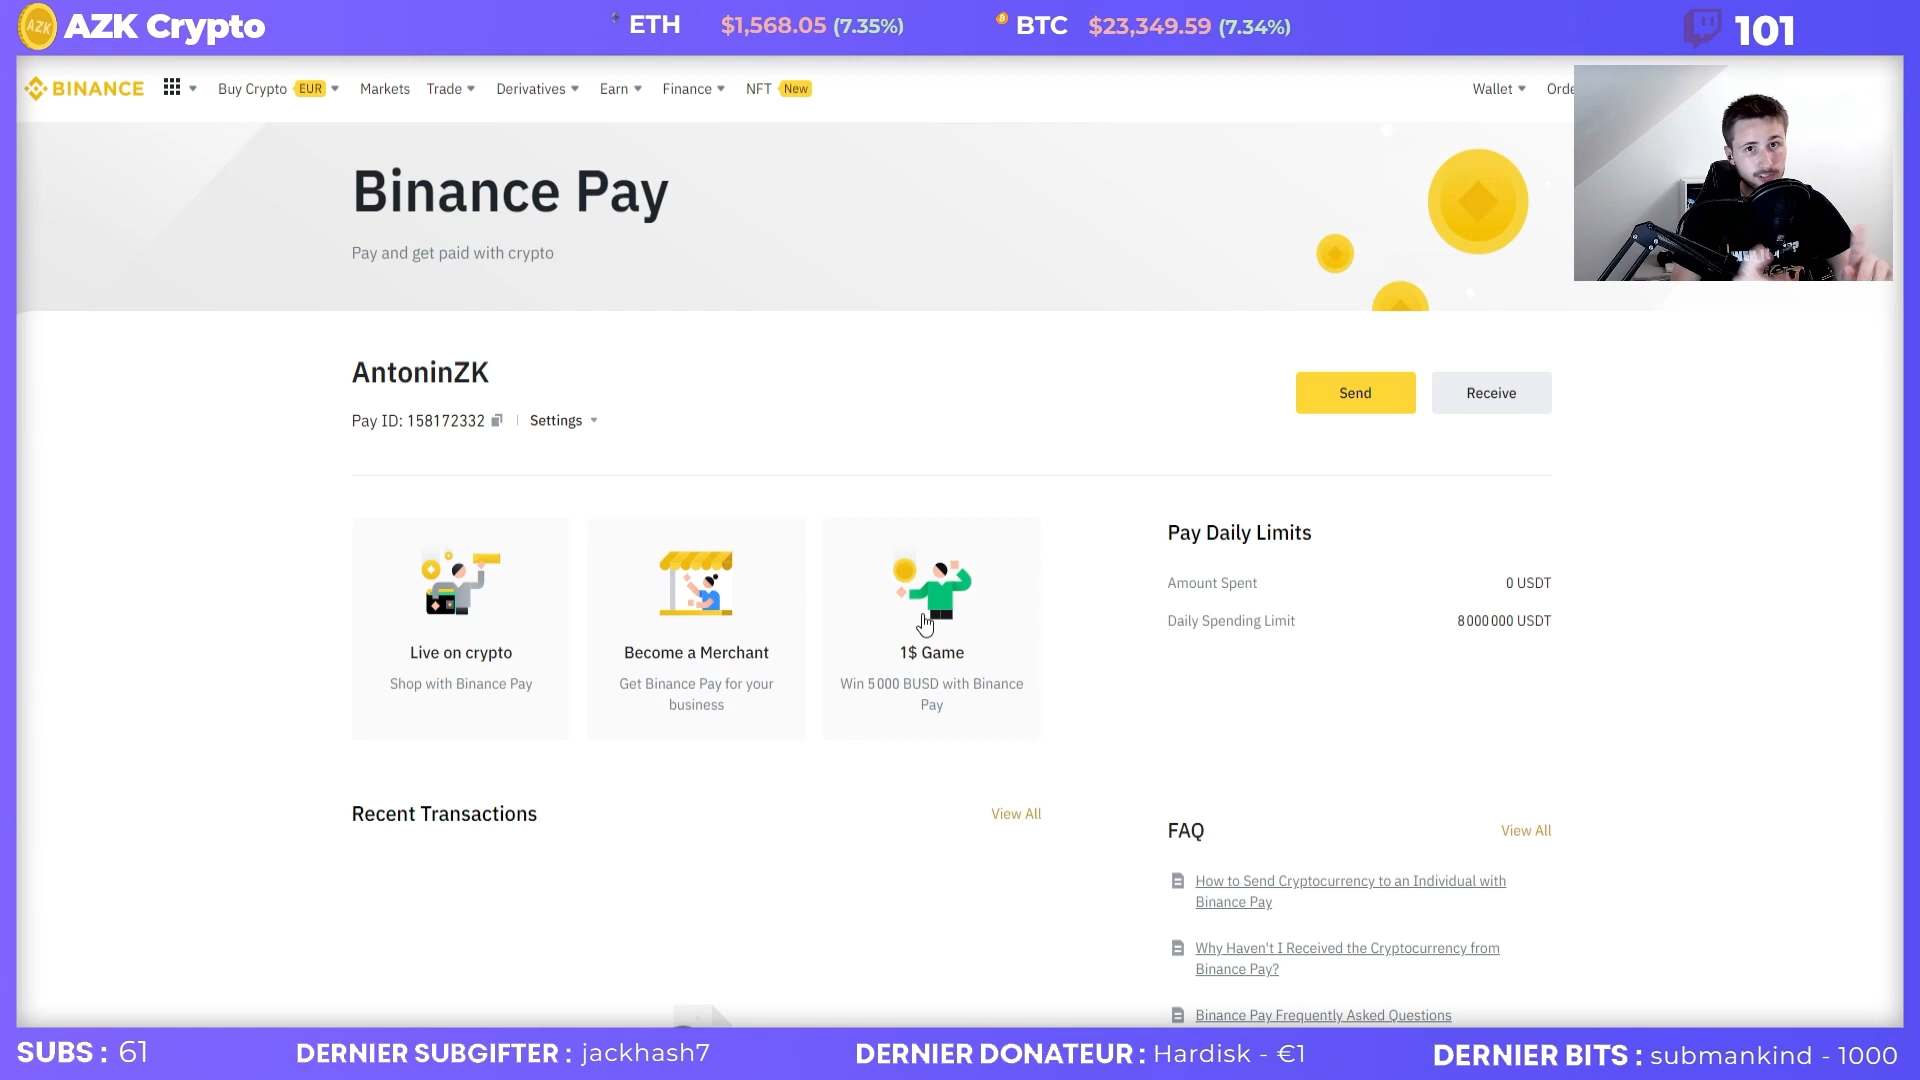 AZK
AZK Crypto
ETH $1,568.05 (7.35%)
BTC $23,349.59 (7.34%)
101
BINANCE
Buy Crypto EUR
Markets
Trade
Derivatives
Earn
Finance
NFT New
Wallet
Binance Pay
Pay and get paid with crypto
AntoninZK
Pay ID: 158172332
Settings
Send
Receive
Live on crypto
Shop with Binance Pay
Become a Merchant
Get Binance Pay for your
business
1$ Game
Win 5 000 BUSD with Binance
Pay
Pay Daily Limits
Amount Spent 0 USDT
Daily Spending Limit 8 000 000 USDT
Recent Transactions
View All
FAQ
View All
How to Send Cryptocurrency to an Individual with
Binance Pay
Why Haven't I Received the Cryptocurrency from
Binance Pay?
Binance Pay Frequently Asked Questions
SUBS : 61
DERNIER SUBGIFTER : jackhash7
DERNIER DONATEUR : Hardisk - €1
DERNIER BITS : submankind - 1000